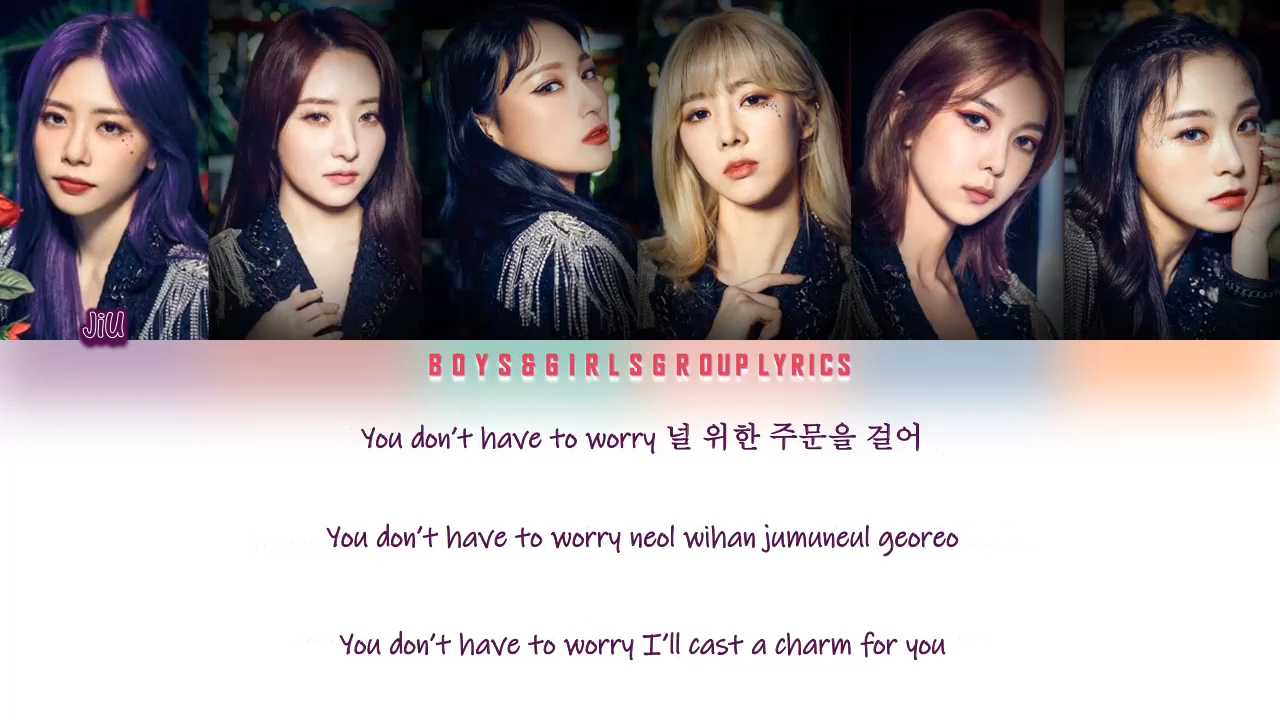 JiU
BOYS&GIRLSGROUPLYRICS
You don't have to worry 널 위한 주문을 걸어
You don't have to worry neol wihan jumuneul georeo
You don't have to worry I'll cast a charm for you